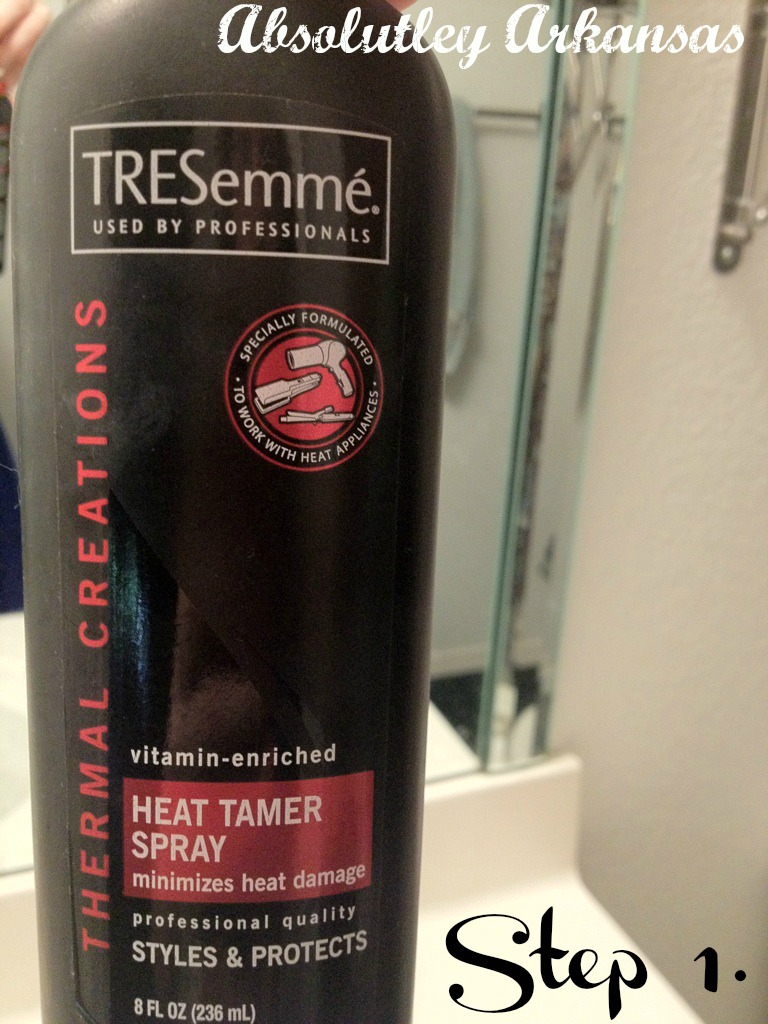 Absolutley Arkansas
TRESemmé®
USED BY PROFESSIONALS
SPECIALLY FORMULATED
• TO WORK WITH HEAT APPLIANCES •
THERMAL CREATIONS
vitamin-enriched
HEAT TAMER
SPRAY
minimizes heat damage
professional quality
STYLES & PROTECTS
8 FL OZ (236 mL)
Step 1.